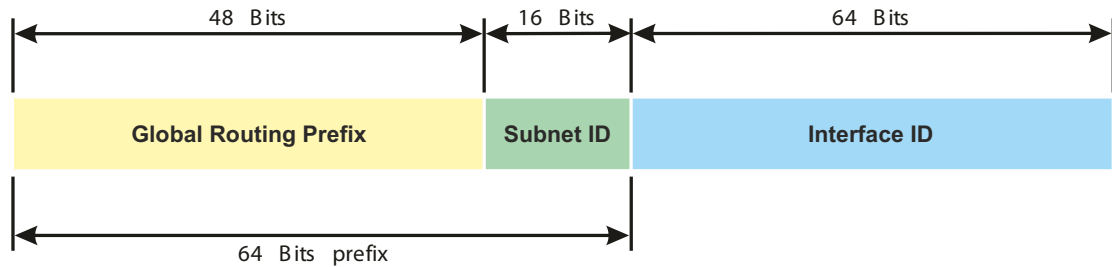 48 Bits
16 Bits
64 Bits
Global Routing Prefix
Subnet ID
Interface ID
64 Bits prefix